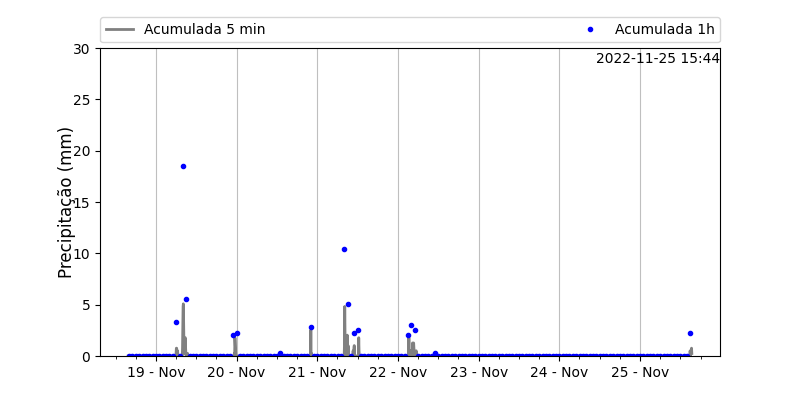 Acumulada 5 min Acumulada 1h
2022-11-25 15:44
Precipitação (mm)
30
25
20
15
10
5
0
19 - Nov 20 - Nov 21 - Nov 22 - Nov 23 - Nov 24 - Nov 25 - Nov